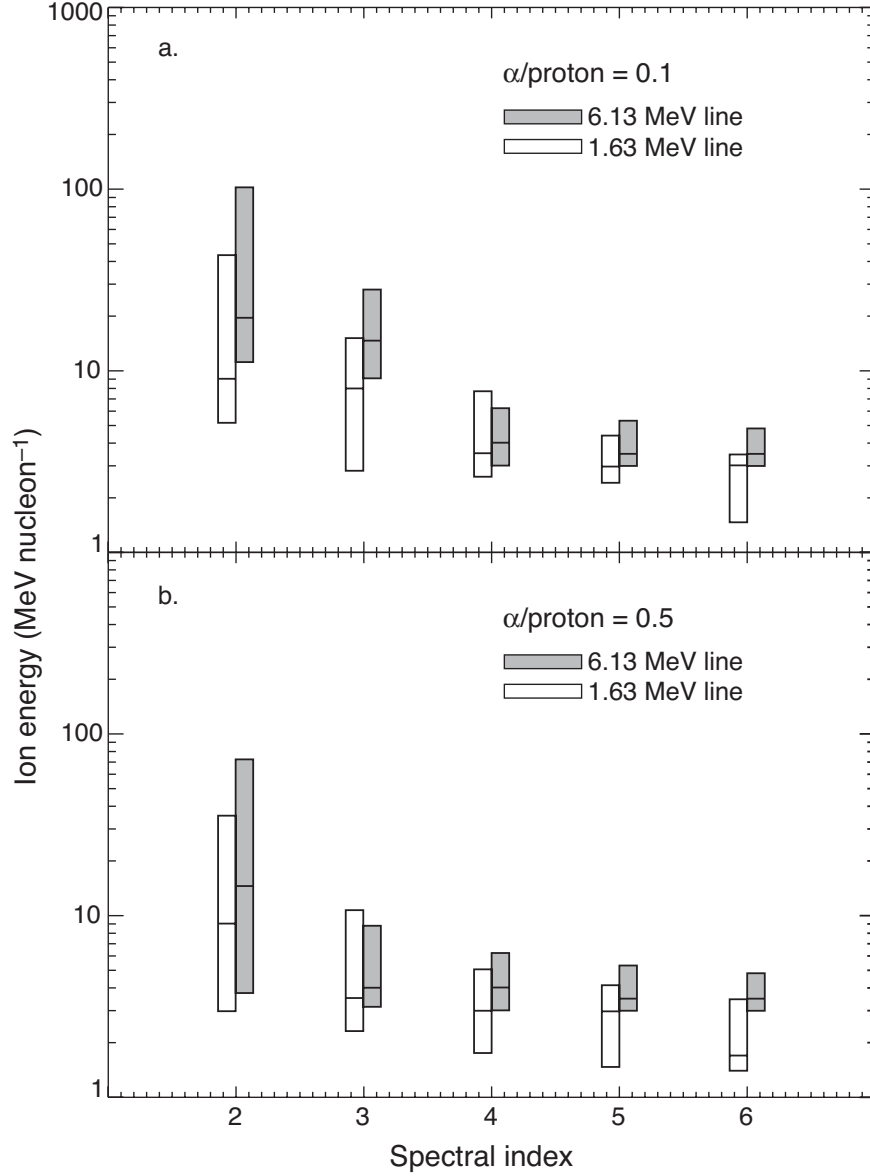 1000
a.
α/proton = 0.1
6.13 MeV line
1.63 MeV line
100
10
1
Ion energy (MeV nucleon⁻¹)
b.
α/proton = 0.5
6.13 MeV line
1.63 MeV line
100
10
1
2 3 4 5 6
Spectral index